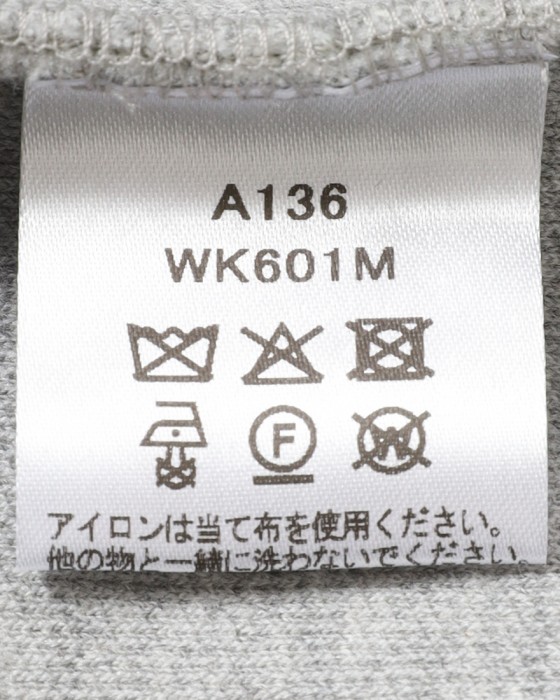 A136
WK601M
F
W
アイロンは当て布を使用ください。
他の物と一緒に洗わないでください。